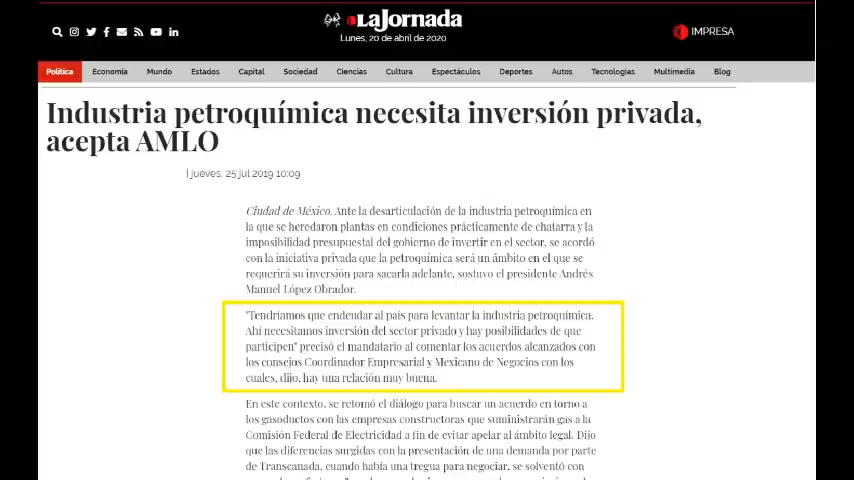 La Jornada
Lunes, 20 de abril de 2020
IMPRESA
Política Economía Mundo Estados Capital Sociedad Ciencias Cultura Espectáculos Deportes Autos Tecnologías Multimedia Blog
Industria petroquímica necesita inversión privada,
acepta AMLO
| jueves, 25 jul 2019 10:09
Ciudad de México. Ante la desarticulación de la industria petroquímica en
la que se heredaron plantas en condiciones prácticamente de chatarra y la
imposibilidad presupuestal del gobierno de invertir en el sector, se acordó
con la iniciativa privada que la petroquímica será un ámbito en el que se
requerirá su inversión para sacarla adelante, sostuvo el presidente Andrés
Manuel López Obrador.
"Tendríamos que endeudar al país para levantar la industria petroquímica.
Ahí necesitamos inversión del sector privado y hay posibilidades de que
participen" precisó el mandatario al comentar los acuerdos alcanzados con
los consejos Coordinador Empresarial y Mexicano de Negocios con los
cuales, dijo, hay una relación muy buena.
En este contexto, se retomó el diálogo para buscar un acuerdo en torno a
los gasoductos con las empresas constructoras que suministrarán gas a la
Comisión Federal de Electricidad a fin de evitar apelar al ámbito legal. Dijo
que las diferencias surgidas con la presentación de una demanda por parte
de Transcanada, cuando había una tregua para negociar, se solventó con